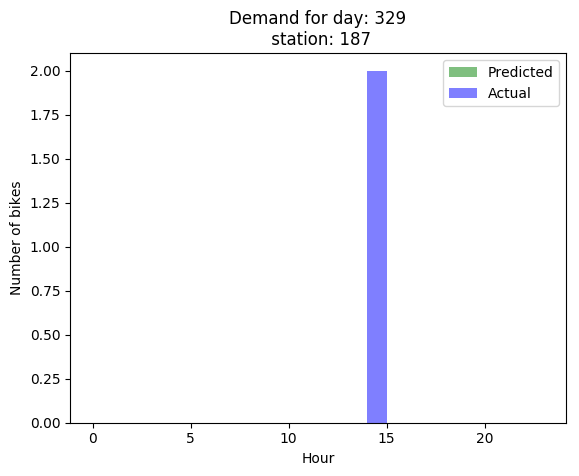 Demand for day: 329
station: 187
Predicted
Actual
2.00
1.75
1.50
1.25
1.00
0.75
0.50
0.25
0.00
Number of bikes
0 5 10 15 20
Hour